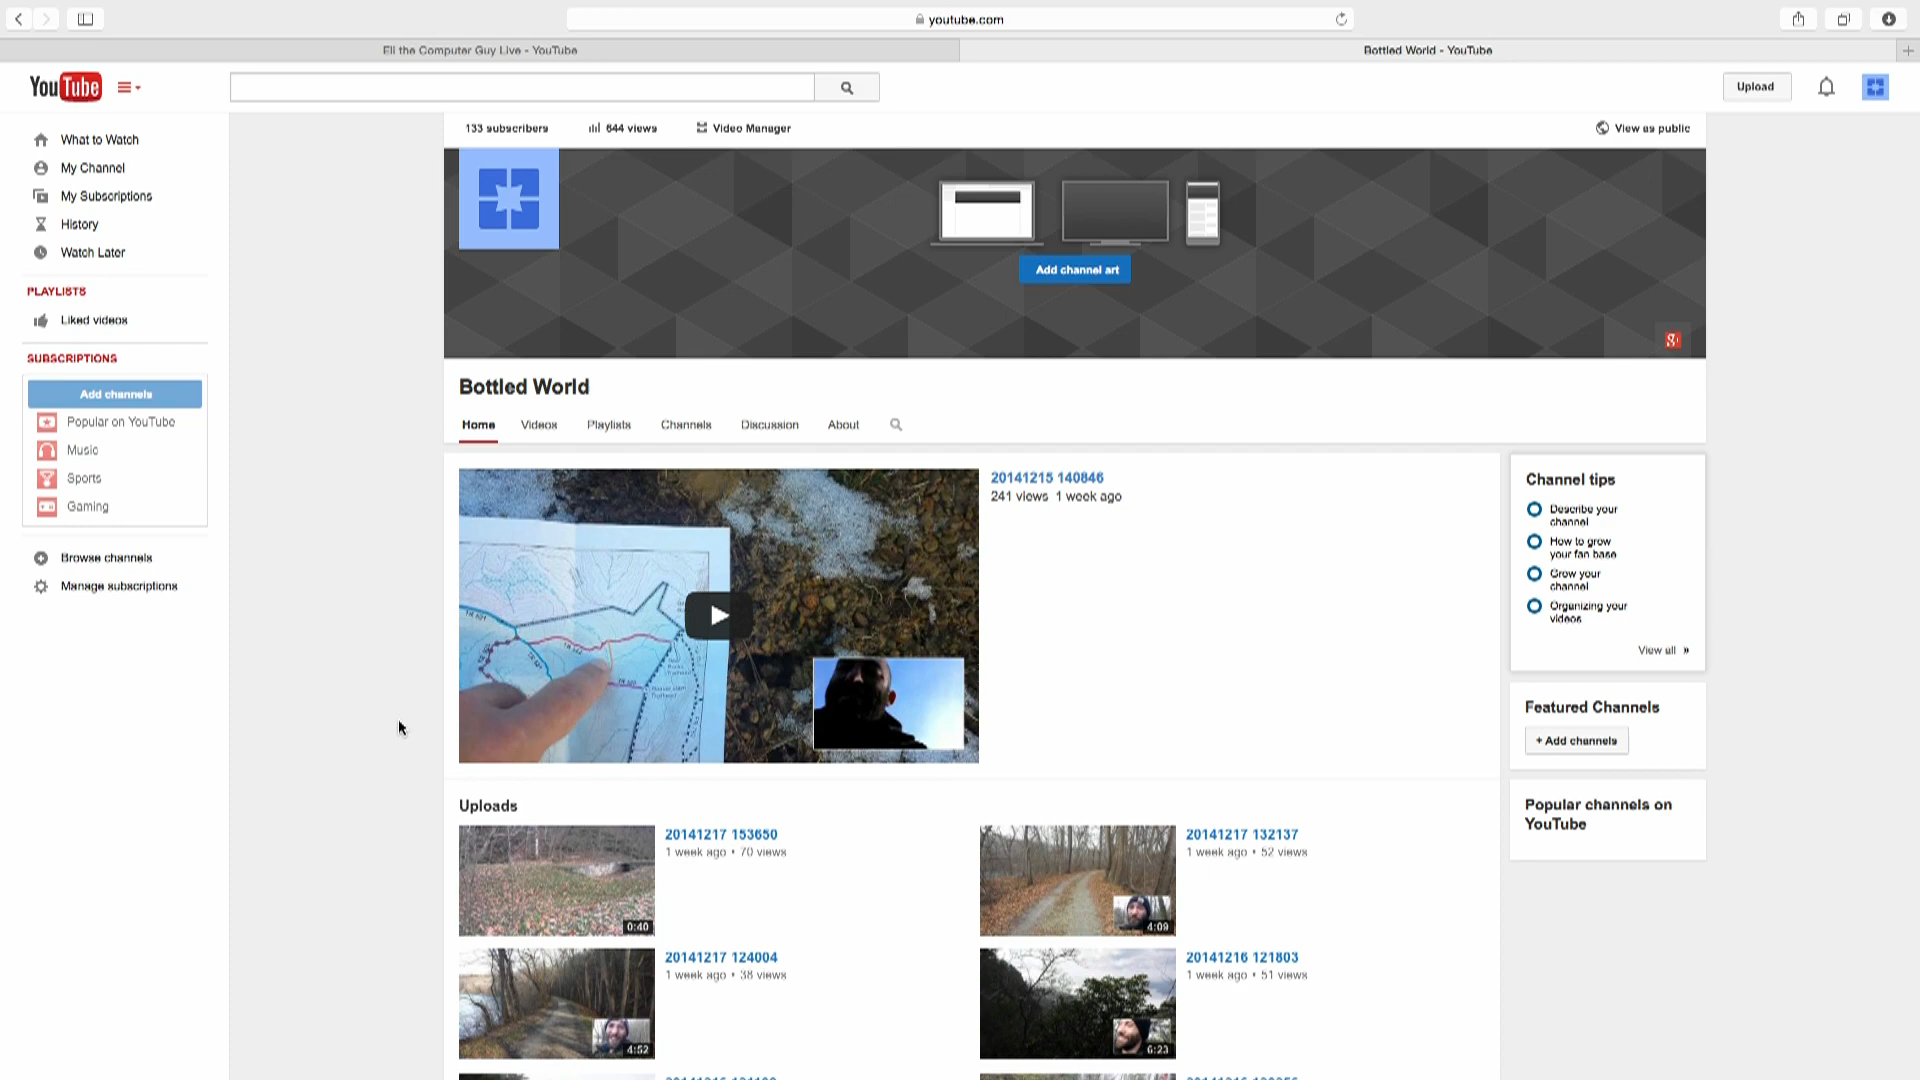 youtube.com
Eli the Computer Guy Live - YouTube
Bottled World - YouTube
YouTube
Upload
What to Watch
My Channel
My Subscriptions
History
Watch Later
PLAYLISTS
Liked videos
SUBSCRIPTIONS
Add channels
Popular on YouTube
Music
Sports
Gaming
Browse channels
Manage subscriptions
133 subscribers
644 views
Video Manager
View as public
Add channel art
g+
Bottled World
Home
Videos
Playlists
Channels
Discussion
About
20141215 140846
241 views 1 week ago
Channel tips
Describe your
channel
How to grow
your fan base
Grow your
channel
Organizing your
videos
View all »
Featured Channels
+ Add channels
Popular channels on
YouTube
Uploads
20141217 153650
1 week ago • 70 views
0:40
20141217 132137
1 week ago • 52 views
4:09
20141217 124004
1 week ago • 38 views
4:52
20141216 121803
1 week ago • 51 views
6:23